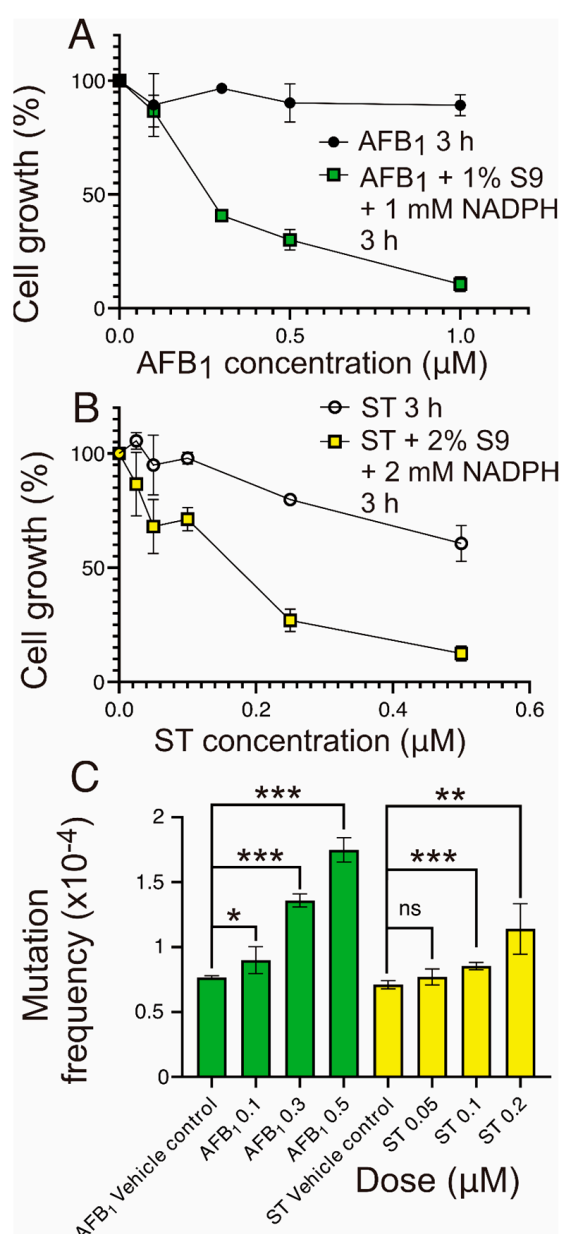 A
Cell growth (%)
100
50
0
AFB1 3 h
AFB1 + 1% S9
+ 1 mM NADPH
3 h
0.0 0.5 1.0
AFB1 concentration (µM)
B
Cell growth (%)
100
50
0
ST 3 h
ST + 2% S9
+ 2 mM NADPH
3 h
0.0 0.2 0.4 0.6
ST concentration (µM)
C
Mutation
frequency (x10-4)
2
1.5
1
0.5
0
***
***
*
**
***
ns
AFB1 Vehicle control
AFB1 0.1
AFB1 0.3
AFB1 0.5
ST Vehicle control
ST 0.05
ST 0.1
ST 0.2
Dose (µM)